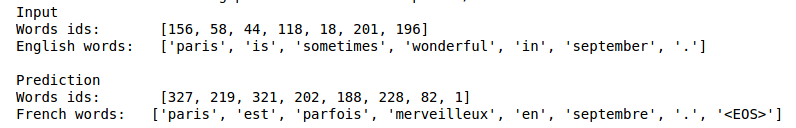 Input
Words ids: [156, 58, 44, 118, 18, 201, 196]
English words: ['paris', 'is', 'sometimes', 'wonderful', 'in', 'september', '.']
Prediction
Words ids: [327, 219, 321, 202, 188, 228, 82, 1]
French words: ['paris', 'est', 'parfois', 'merveilleux', 'en', 'septembre', '.', '<EOS>']